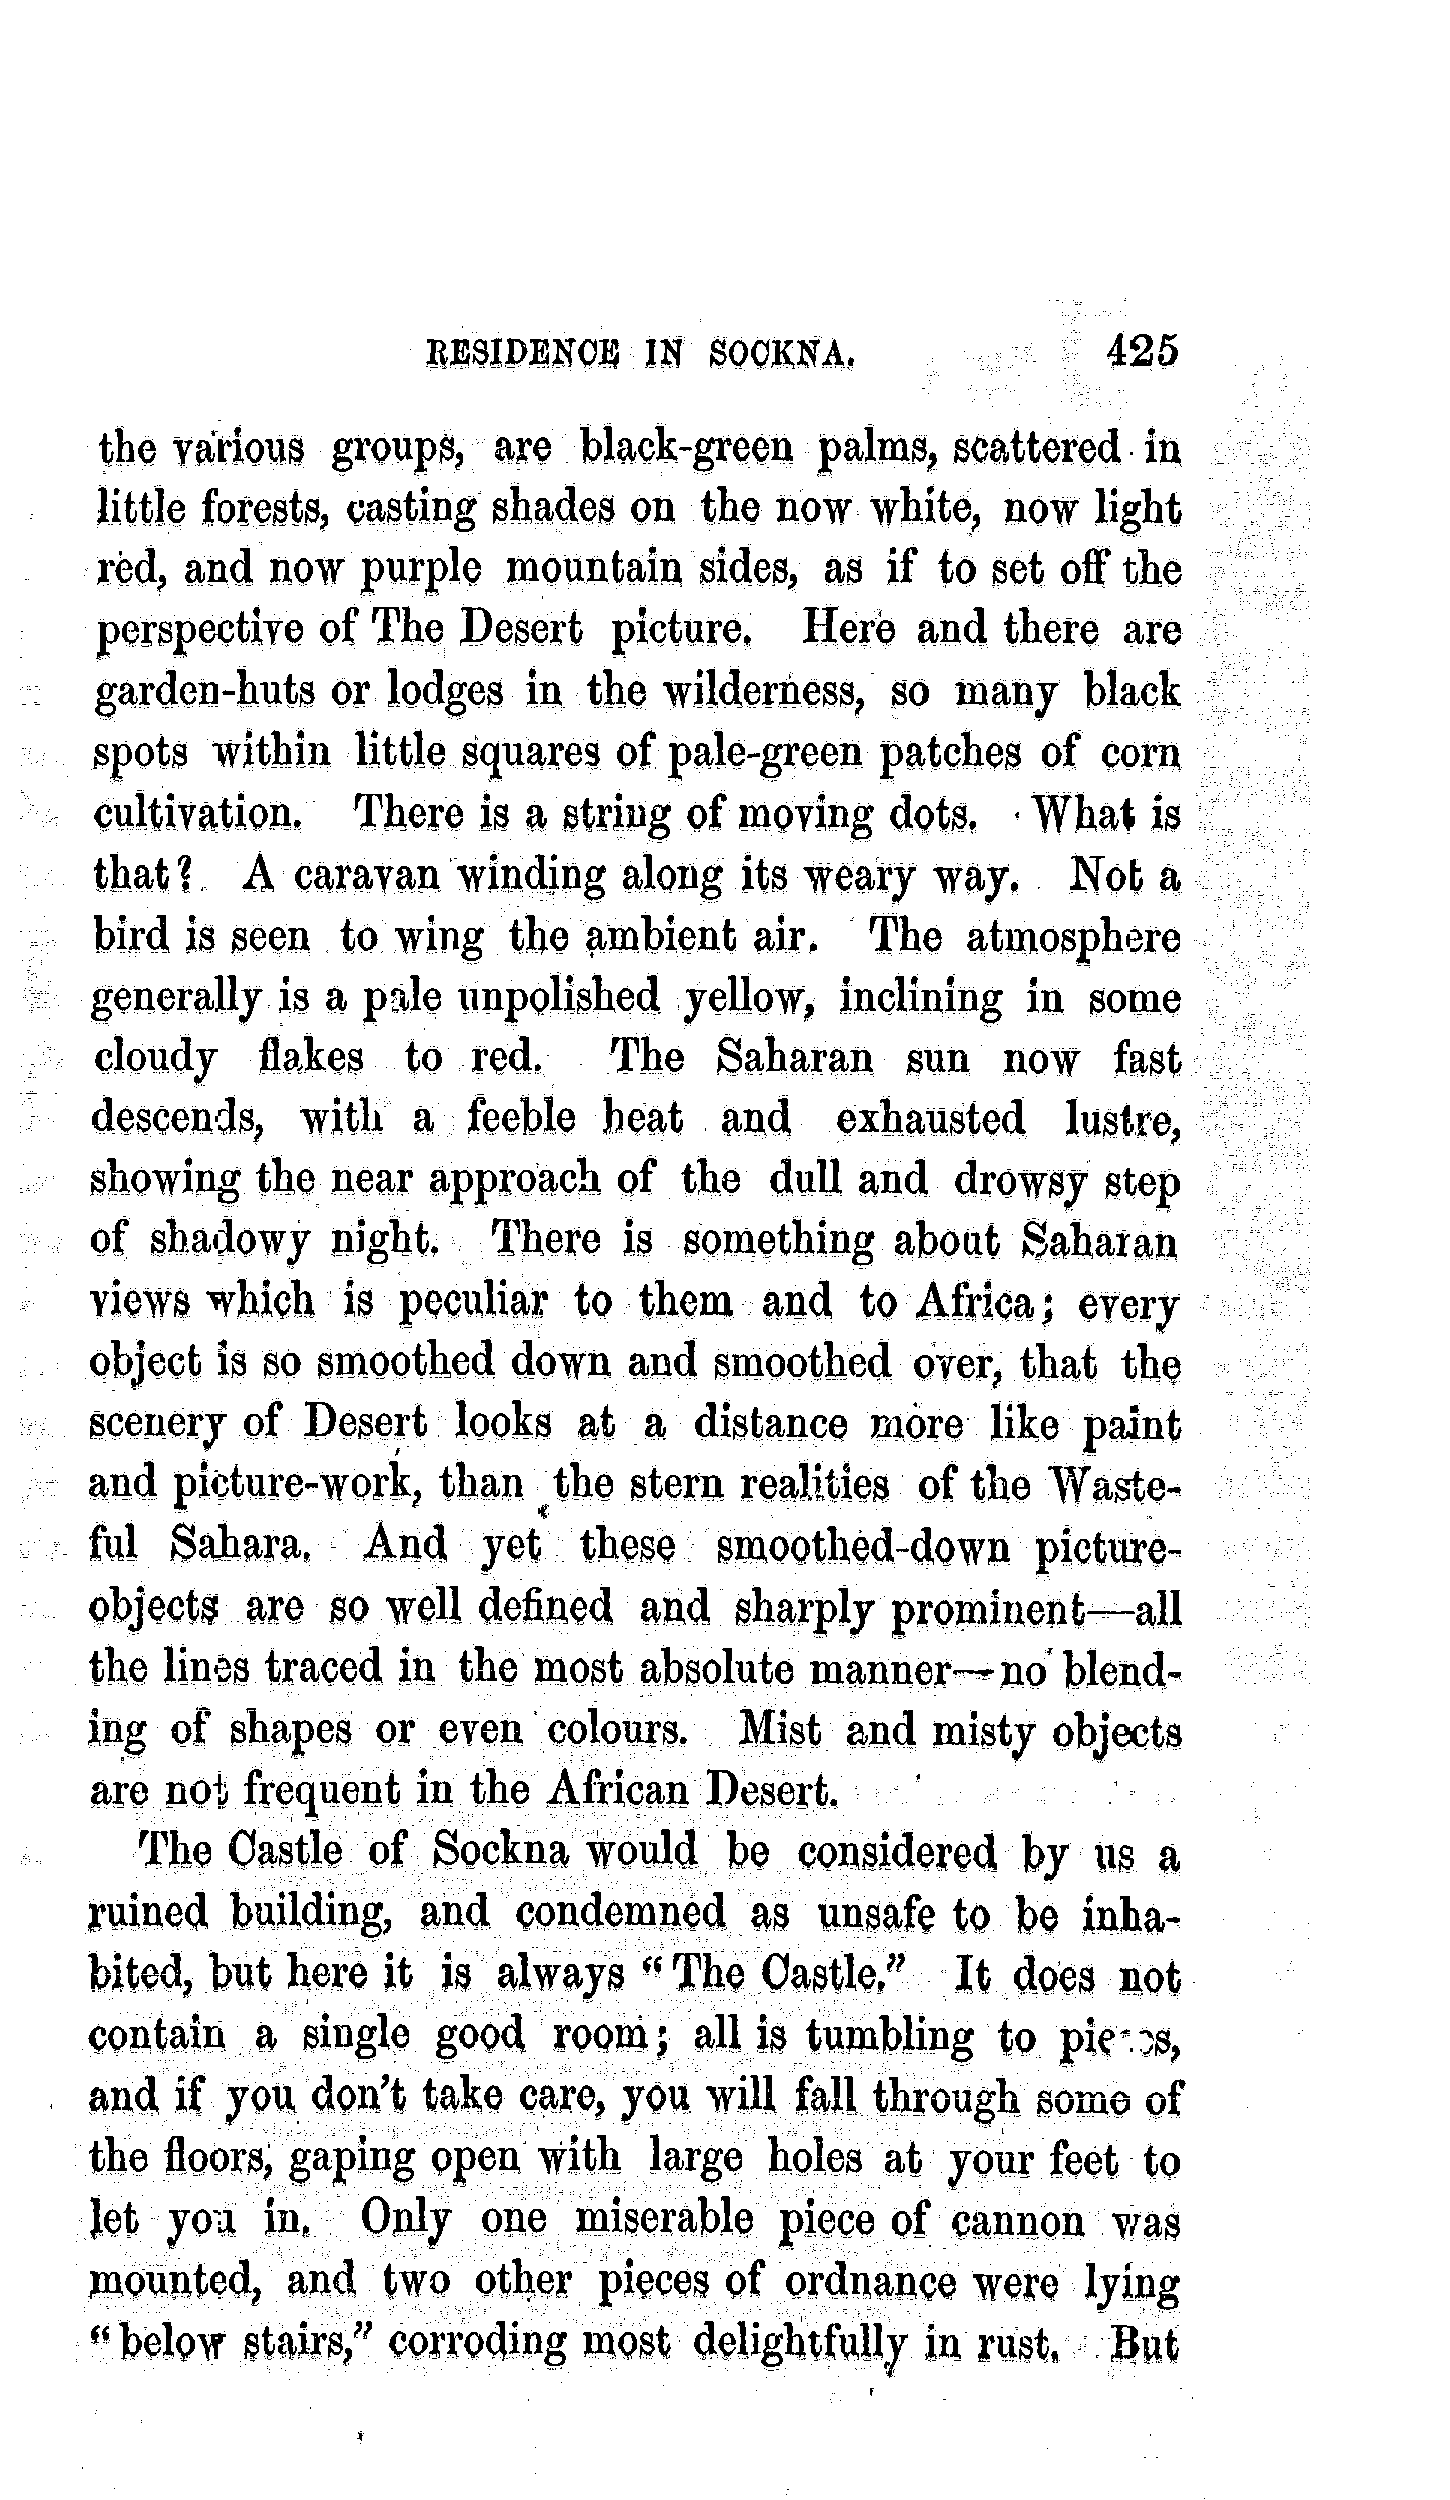 RESIDENCE IN SOCKNA. 425
the various groups, are black-green palms, scattered in
little forests, casting shades on the now white, now light
red, and now purple mountain sides, as if to set off the
perspective of The Desert picture. Here and there are
garden-huts or lodges in the wilderness, so many black
spots within little squares of pale-green patches of corn
cultivation. There is a string of moving dots. What is
that? A caravan winding along its weary way. Not a
bird is seen to wing the ambient air. The atmosphere
generally is a pale unpolished yellow, inclining in some
cloudy flakes to red. The Saharan sun now fast
descends, with a feeble heat and exhausted lustre,
showing the near approach of the dull and drowsy step
of shadowy night. There is something about Saharan
views which is peculiar to them and to Africa; every
object is so smoothed down and smoothed over, that the
scenery of Desert looks at a distance more like paint
and picture-work, than the stern realities of the Waste-
ful Sahara. And yet these smoothed-down picture-
objects are so well defined and sharply prominent—all
the lines traced in the most absolute manner—no blend-
ing of shapes or even colours. Mist and misty objects
are not frequent in the African Desert.
The Castle of Sockna would be considered by us a
ruined building, and condemned as unsafe to be inha-
bited, but here it is always "The Castle." It does not
contain a single good room; all is tumbling to pieces,
and if you don't take care, you will fall through some of
the floors, gaping open with large holes at your feet to
let you in. Only one miserable piece of cannon was
mounted, and two other pieces of ordnance were lying
"below stairs," corroding most delightfully in rust. But